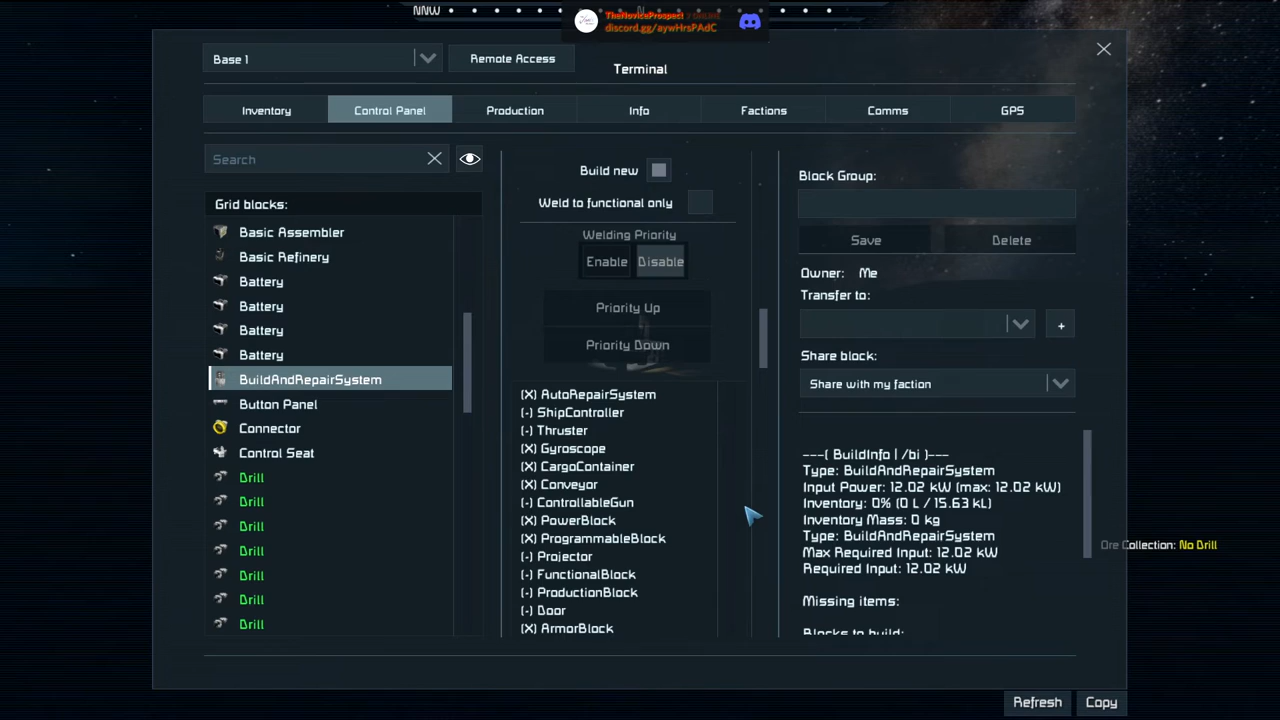 NNW
N
TheNoviceProspect
discord.gg/aywHrsPAdC
Base 1
Remote Access
Terminal
Inventory
Control Panel
Production
Info
Factions
Comms
GPS
Search
Grid blocks:
Basic Assembler
Basic Refinery
Battery
Battery
Battery
Battery
BuildAndRepairSystem
Button Panel
Connector
Control Seat
Drill
Drill
Drill
Drill
Drill
Drill
Drill
Build new
Weld to functional only
Welding Priority
Enable Disable
Priority Up
Priority Down
(X) AutoRepairSystem
(-) ShipController
(-) Thruster
(X) Gyroscope
(X) CargoContainer
(X) Conveyor
(-) ControllableGun
(X) PowerBlock
(X) ProgrammableBlock
(-) Projector
(-) FunctionalBlock
(-) ProductionBlock
(-) Door
(X) ArmorBlock
Block Group:
Save
Delete
Owner: Me
Transfer to:
+
Share block:
Share with my faction
---( BuildInfo | /bi )---
Type: BuildAndRepairSystem
Input Power: 12.02 kW (max: 12.02 kW)
Inventory: 0% (0 L / 15.63 kL)
Inventory Mass: 0 kg
Type: BuildAndRepairSystem
Max Required Input: 12.02 kW
Required Input: 12.02 kW
Missing items:
Blocks to build:
Ore Collection: No Drill
Refresh
Copy